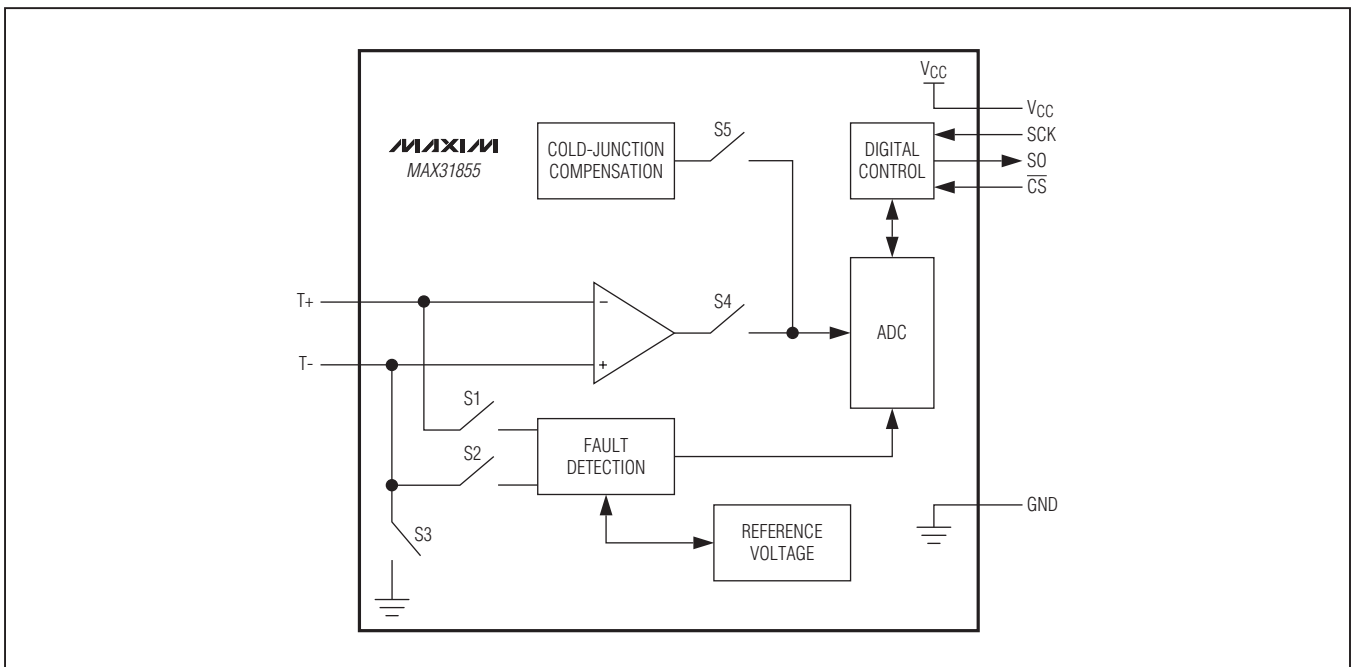 VCC
VCC
SCK
SO
CS
MAXIM
MAX31855
COLD-JUNCTION
COMPENSATION
S5
DIGITAL
CONTROL
T+
−
S4
ADC
T-
+
S1
S2
FAULT
DETECTION
S3
REFERENCE
VOLTAGE
GND